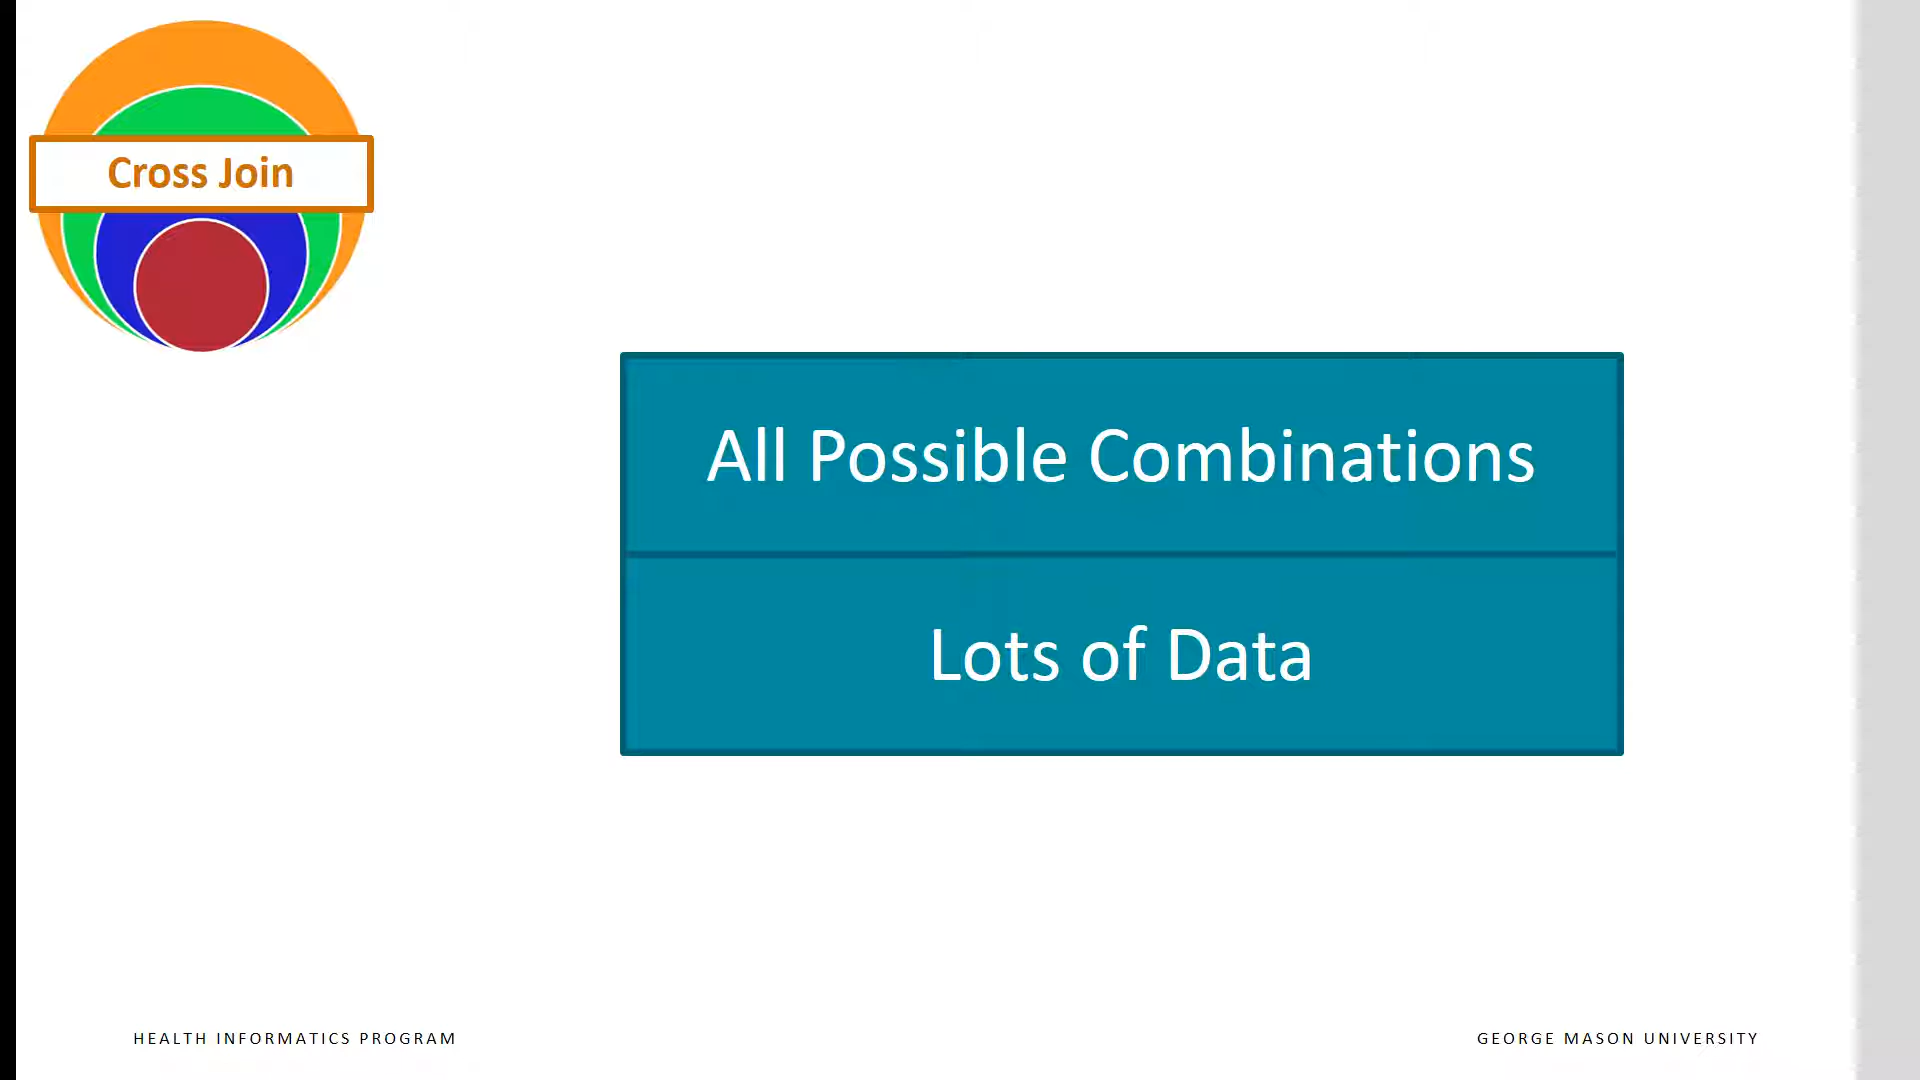 Cross Join
All Possible Combinations
Lots of Data
HEALTH INFORMATICS PROGRAM
GEORGE MASON UNIVERSITY